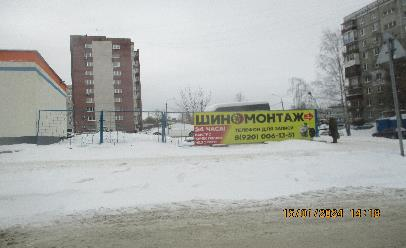 ШИНОМОНТАЖ
24 ЧАСА!
ТЕЛЕФОН ДЛЯ ЗАПИСИ
8(920) 006-13-51
15/01/2024 14:18